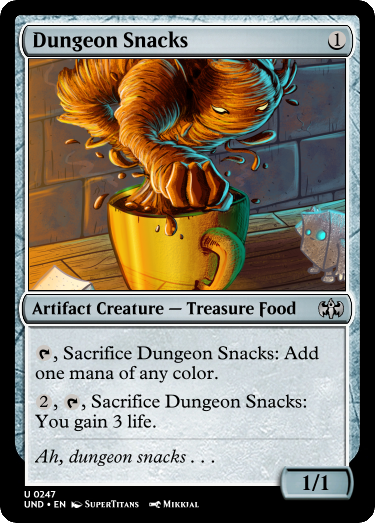 Dungeon Snacks 1
Artifact Creature — Treasure Food
, Sacrifice Dungeon Snacks: Add
one mana of any color.
2, , Sacrifice Dungeon Snacks:
You gain 3 life.
Ah, dungeon snacks . . .
1/1
U 0247
UND • EN SuperTitans Mikkjal